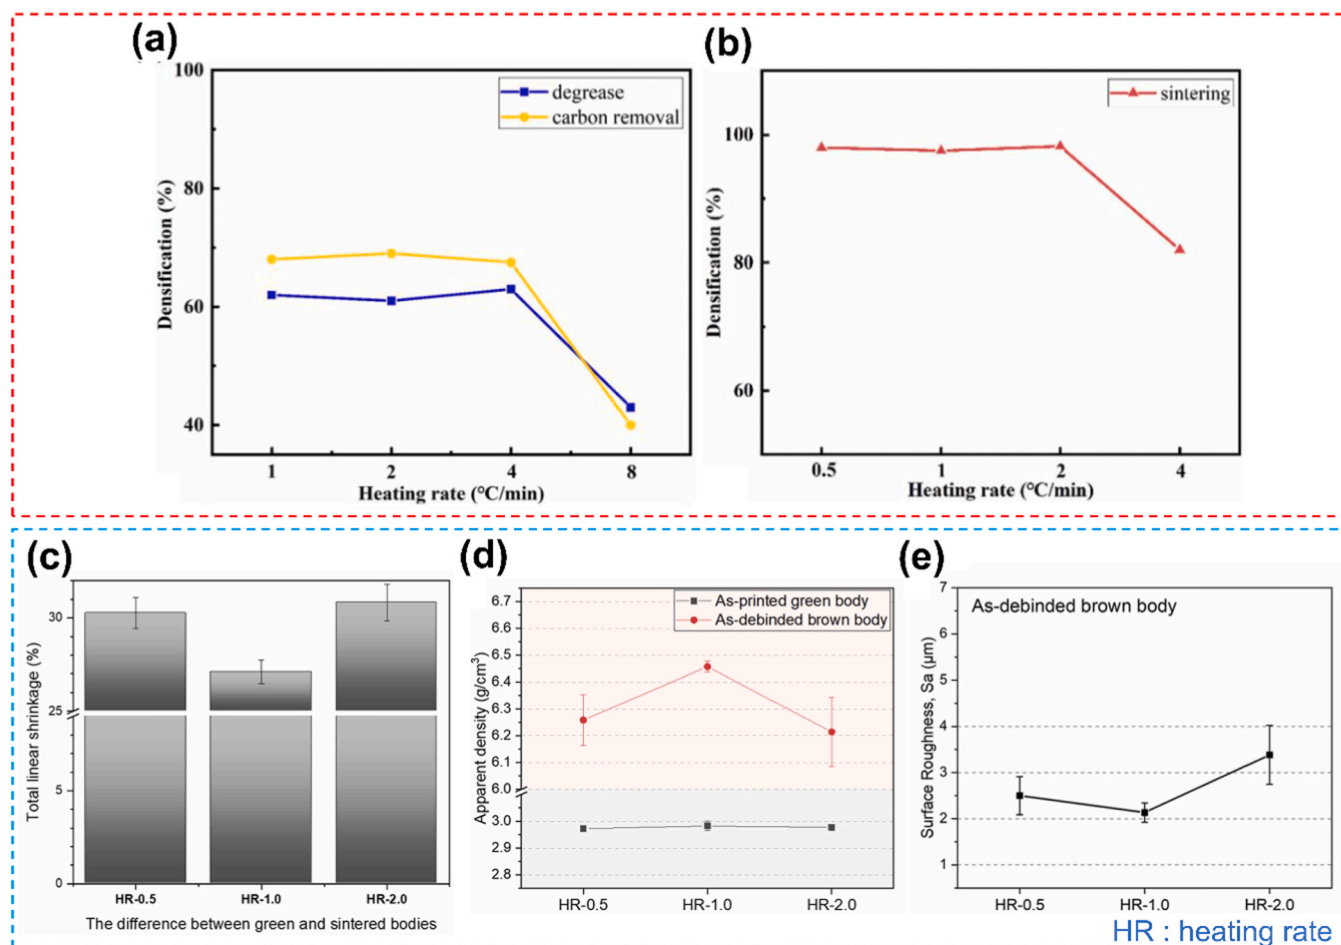 (a)
100
80
60
40
Densification (%)
degrease
carbon removal
1 2 4 8
Heating rate (℃/min)
(b)
100
80
60
Densification (%)
sintering
0.5 1 2 4
Heating rate (℃/min)
(c)
30
25
5
0
Total linear shrinkage (%)
HR-0.5 HR-1.0 HR-2.0
The difference between green and sintered bodies
(d)
6.7
6.6
6.5
6.4
6.3
6.2
6.1
6.0
3.0
2.9
2.8
Apparent density (g/cm³)
As-printed green body
As-debinded brown body
HR-0.5 HR-1.0 HR-2.0
(e)
7
6
5
4
3
2
1
Surface Roughness, Sa (μm)
As-debinded brown body
HR-0.5 HR-1.0 HR-2.0
HR : heating rate